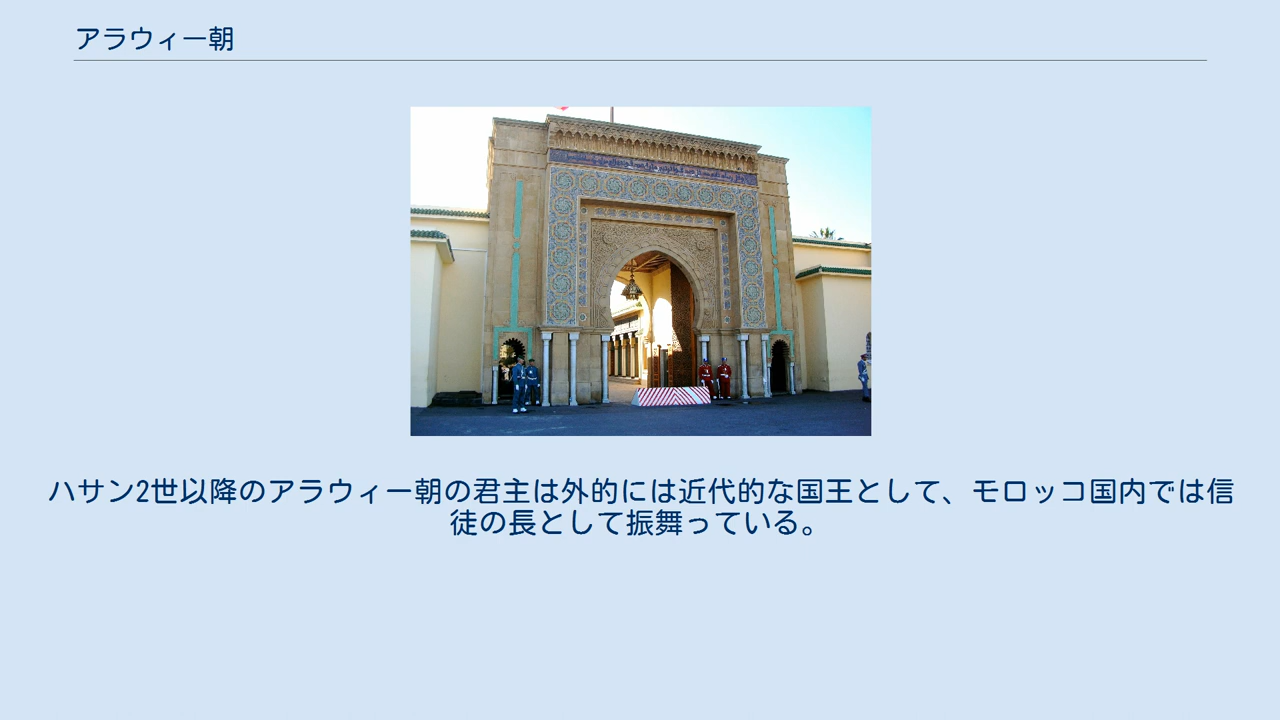 アラウィー朝
ハサン2世以降のアラウィー朝の君主は外的には近代的な国王として、モロッコ国内では信
徒の長として振舞っている。